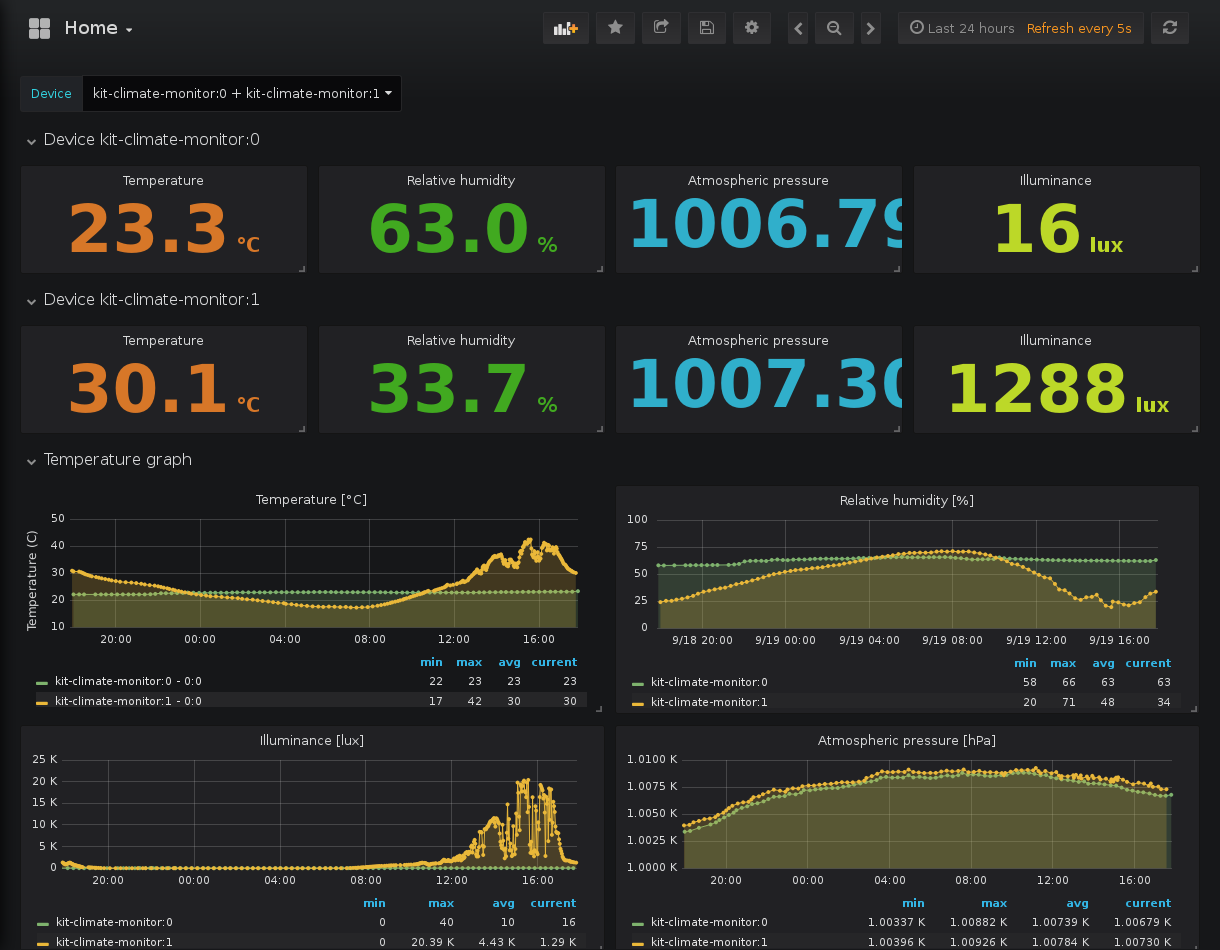 Home
Last 24 hours Refresh every 5s
Device kit-climate-monitor:0 + kit-climate-monitor:1
Device kit-climate-monitor:0
Temperature Relative humidity Atmospheric pressure Illuminance
23.3 °C 63.0 % 1006.79 16 lux
Device kit-climate-monitor:1
Temperature Relative humidity Atmospheric pressure Illuminance
30.1 °C 33.7 % 1007.30 1288 lux
Temperature graph
Temperature [°C]
Temperature (C)
50
40
30
20
10
20:00 00:00 04:00 08:00 12:00 16:00
min max avg current
kit-climate-monitor:0 - 0:0 22 23 23 23
kit-climate-monitor:1 - 0:0 17 42 30 30
Relative humidity [%]
100
75
50
25
0
9/18 20:00 9/19 00:00 9/19 04:00 9/19 08:00 9/19 12:00 9/19 16:00
min max avg current
kit-climate-monitor:0 58 66 63 63
kit-climate-monitor:1 20 71 48 34
Illuminance [lux]
25 K
20 K
15 K
10 K
5 K
0
20:00 00:00 04:00 08:00 12:00 16:00
min max avg current
kit-climate-monitor:0 0 40 10 16
kit-climate-monitor:1 0 20.39 K 4.43 K 1.29 K
Atmospheric pressure [hPa]
1.0100 K
1.0075 K
1.0050 K
1.0025 K
1.0000 K
20:00 00:00 04:00 08:00 12:00 16:00
min max avg current
kit-climate-monitor:0 1.00337 K 1.00882 K 1.00739 K 1.00679 K
kit-climate-monitor:1 1.00396 K 1.00926 K 1.00784 K 1.00730 K